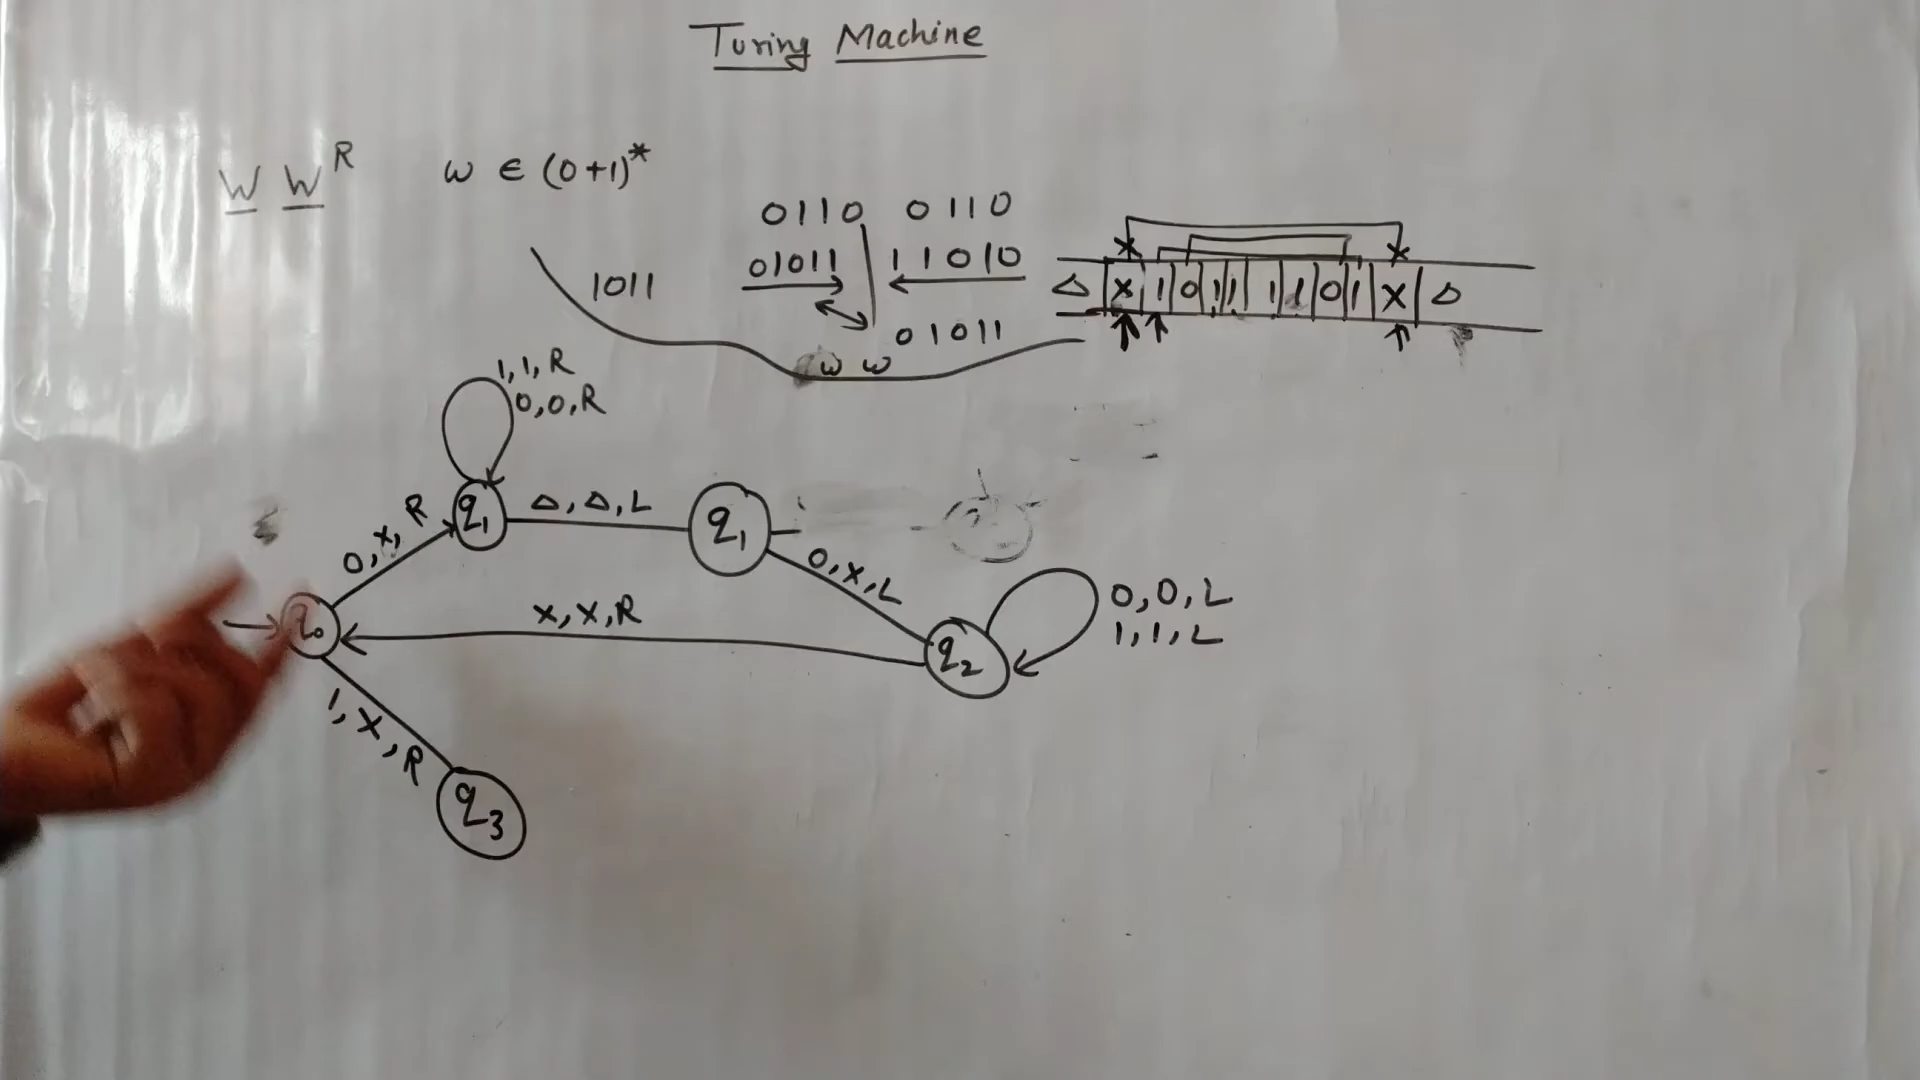 Turing Machine
W W^R w ∈ (0+1)*
0110 0110
01011 11010
1011
01011
w w
x x
Δ x 1 0 1 1 1 1 0 1 x Δ
1,1,R
0,0,R
q₁ Δ,Δ,L q₁
0,x,R
0,x,L
q₀ x,x,R q₂
0,0,L
1,1,L
1,x,R
q₃